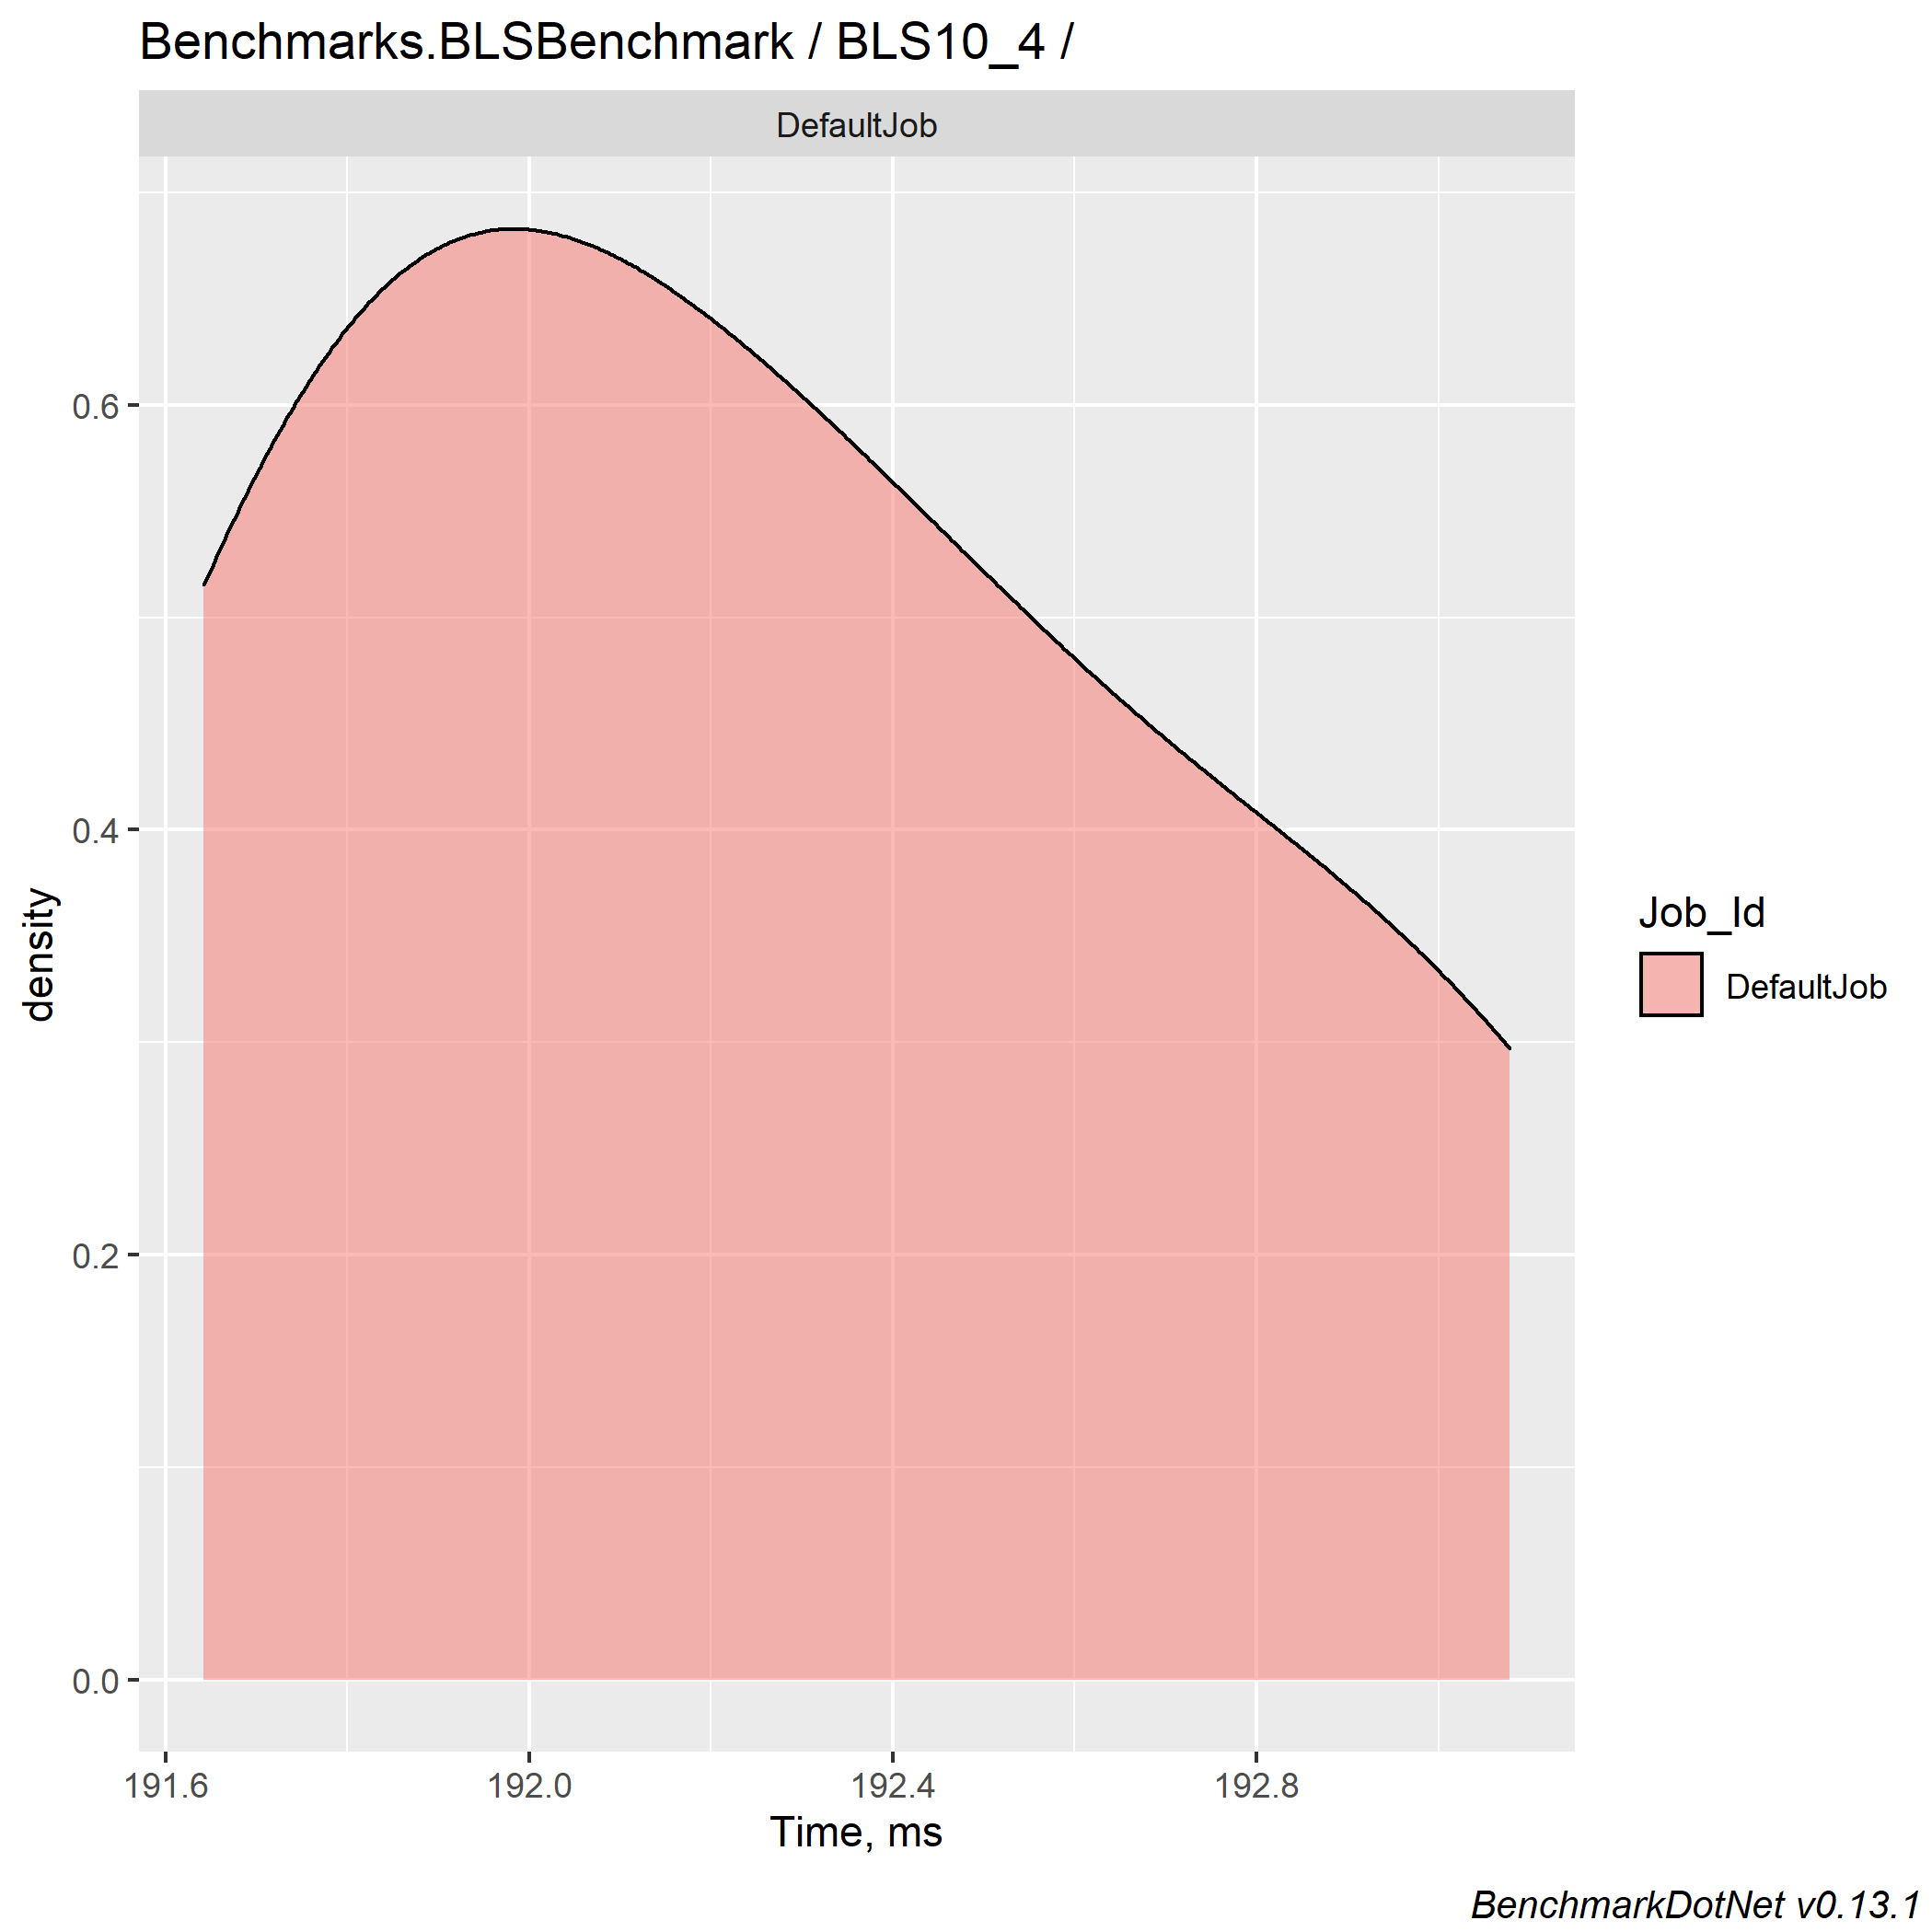 Benchmarks.BLSBenchmark / BLS10_4 /
DefaultJob
0.6
0.4
0.2
0.0
density
191.6 192.0 192.4 192.8
Time, ms
Job_Id
DefaultJob
BenchmarkDotNet v0.13.1